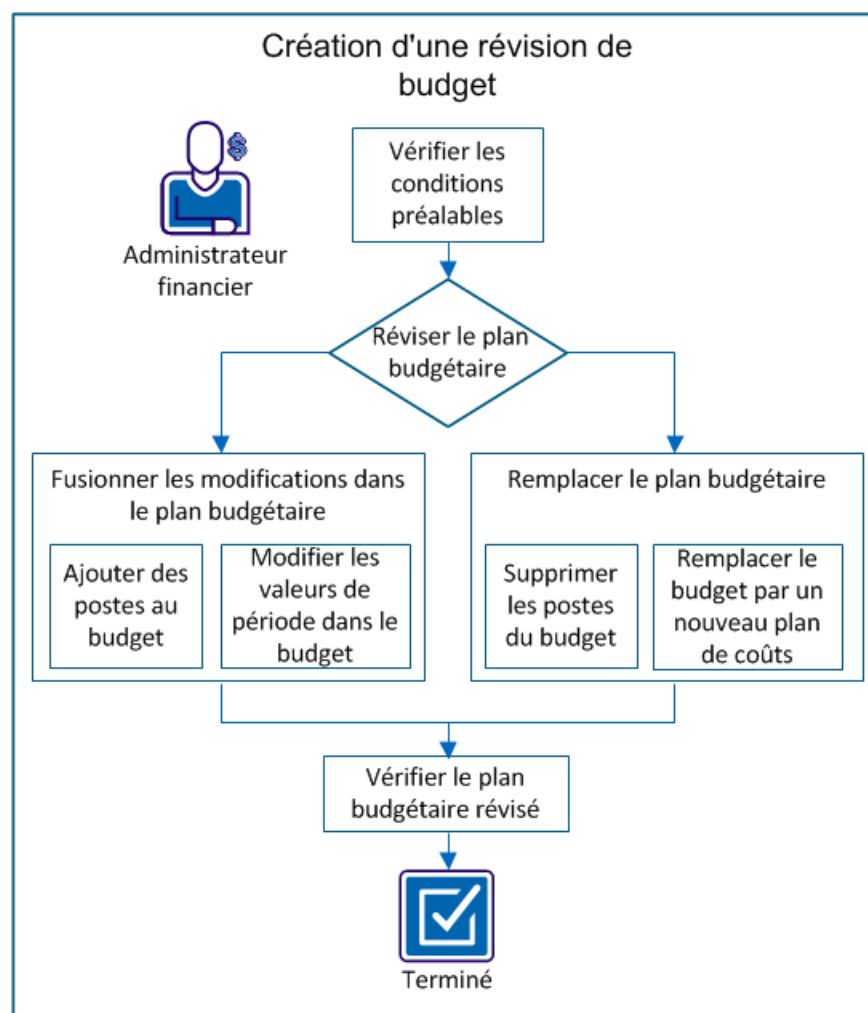 Création d'une révision de
budget
Vérifier les
conditions
préalables
Administrateur
financier
Réviser le plan
budgétaire
Fusionner les modifications dans
le plan budgétaire
Ajouter des
postes au
budget
Modifier les
valeurs de
période dans le
budget
Remplacer le plan budgétaire
Supprimer
les postes
du budget
Remplacer le
budget par un
nouveau plan
de coûts
Vérifier le plan
budgétaire révisé
Terminé